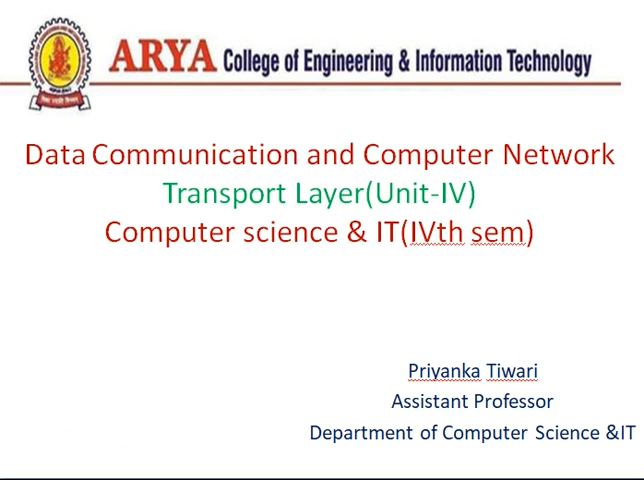 ARYA College of Engineering & Information Technology
Data Communication and Computer Network
Transport Layer(Unit-IV)
Computer science & IT(IVth sem)
Priyanka Tiwari
Assistant Professor
Department of Computer Science &IT